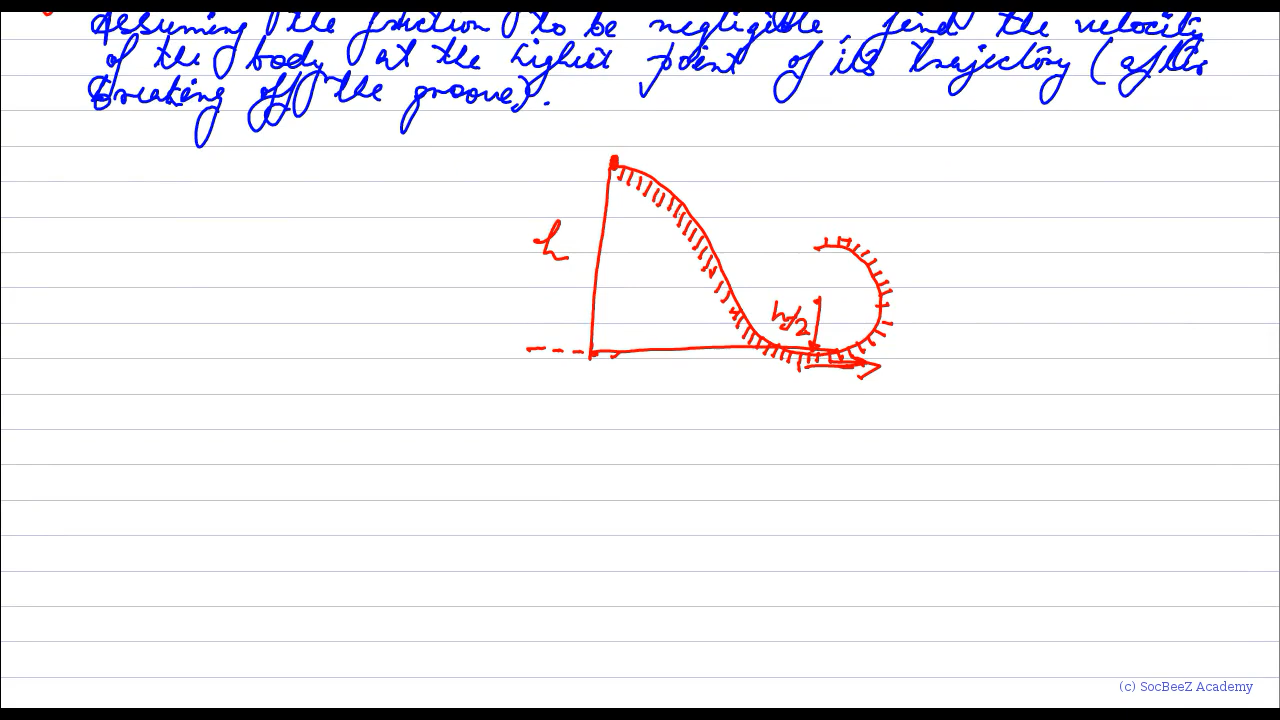 Assuming the friction to be negligible, find the velocity
of the body at the highest point of its trajectory (after
breaking off the groove).
h
h/2
(c) SocBeeZ Academy